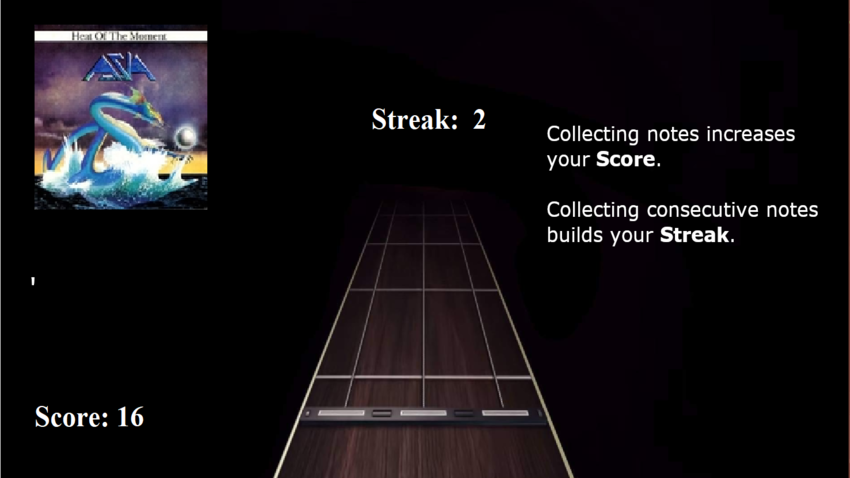 Heat Of The Moment
ASIA
Streak: 2
Collecting notes increases
your Score.
Collecting consecutive notes
builds your Streak.
'
Score: 16